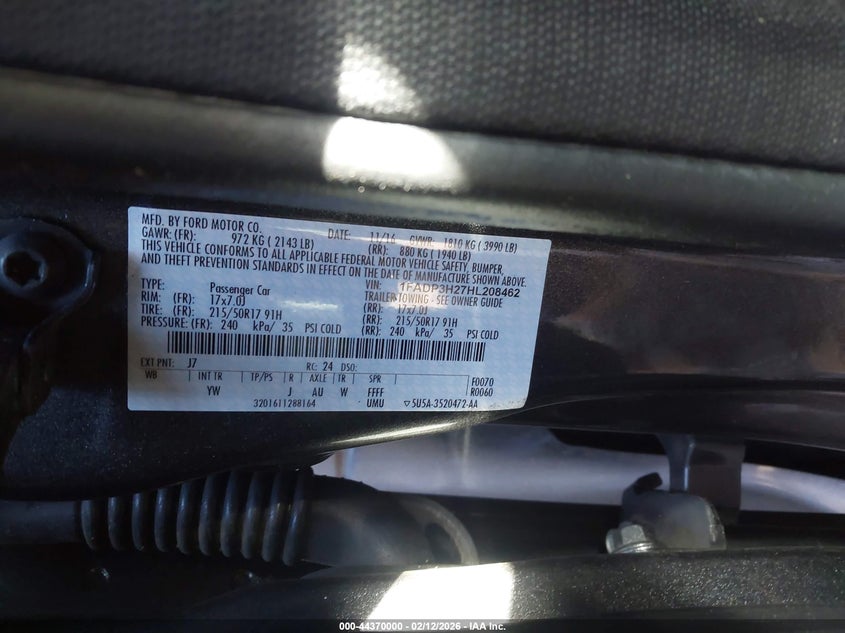 MFD. BY FORD MOTOR CO. DATE: 11/16 GVWR: 1810 KG ( 3990 LB)
GAWR: (FR): 972 KG ( 2143 LB) (RR): 880 KG ( 1940 LB)
THIS VEHICLE CONFORMS TO ALL APPLICABLE FEDERAL MOTOR VEHICLE SAFETY, BUMPER,
AND THEFT PREVENTION STANDARDS IN EFFECT ON THE DATE OF MANUFACTURE SHOWN ABOVE.
VIN: 1FADP3H27HL208462
TYPE: Passenger Car TRAILER TOWING - SEE OWNER GUIDE
RIM: (FR): 17x7.0J (RR): 17x7.0J
TIRE: (FR): 215/50R17 91H (RR): 215/50R17 91H
PRESSURE: (FR): 240 kPa/ 35 PSI COLD (RR): 240 kPa/ 35 PSI COLD
EXT PNT: J7 RC: 24 DSO:
WB INT TR TP/PS R AXLE TR SPR F0070
YW J AU W FFFF R0060
3201611288164 UMU ▽5U5A-3520472-AA
000-44370000 - 02/12/2026 - IAA Inc.